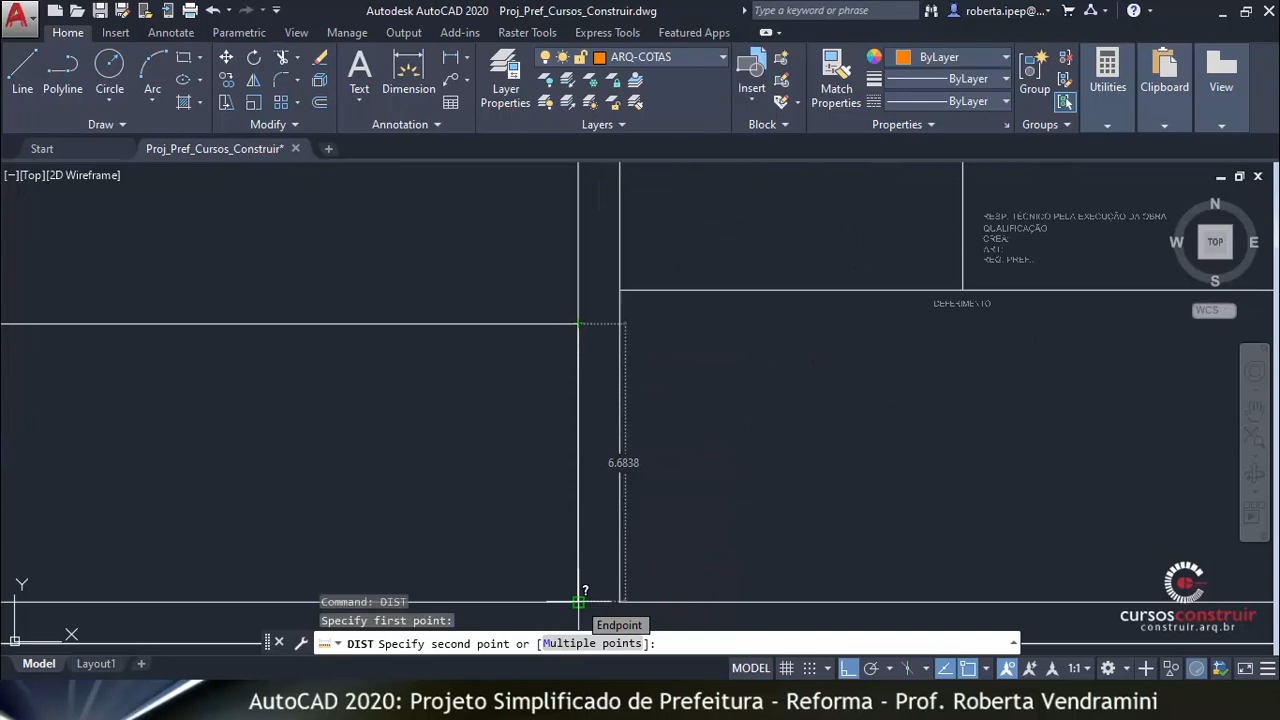 Autodesk AutoCAD 2020 Proj_Pref_Cursos_Construir.dwg
Type a keyword or phrase
roberta.ipep@...
Home Insert Annotate Parametric View Manage Output Add-ins Raster Tools Express Tools Featured Apps
ARQ-COTAS
ByLayer
ByLayer
ByLayer
Line Polyline Circle Arc Text Dimension Layer Properties Insert Match Properties Group Utilities Clipboard View
Draw Modify Annotation Layers Block Properties Groups
Start Proj_Pref_Cursos_Construir*
[−][Top][2D Wireframe]
N
W TOP E
S
WCS
RESP. TÉCNICO PELA EXECUÇÃO DA OBRA
QUALIFICAÇÃO
CREA:
ART:
REG. PREF.:
DEFERIMENTO
6.6838
?
Y
X
Endpoint
Command: DIST
Specify first point:
DIST Specify second point or [Multiple points]:
Model Layout1
MODEL 1:1
cursosconstruir
construir.arq.br
AutoCAD 2020: Projeto Simplificado de Prefeitura - Reforma - Prof. Roberta Vendramini